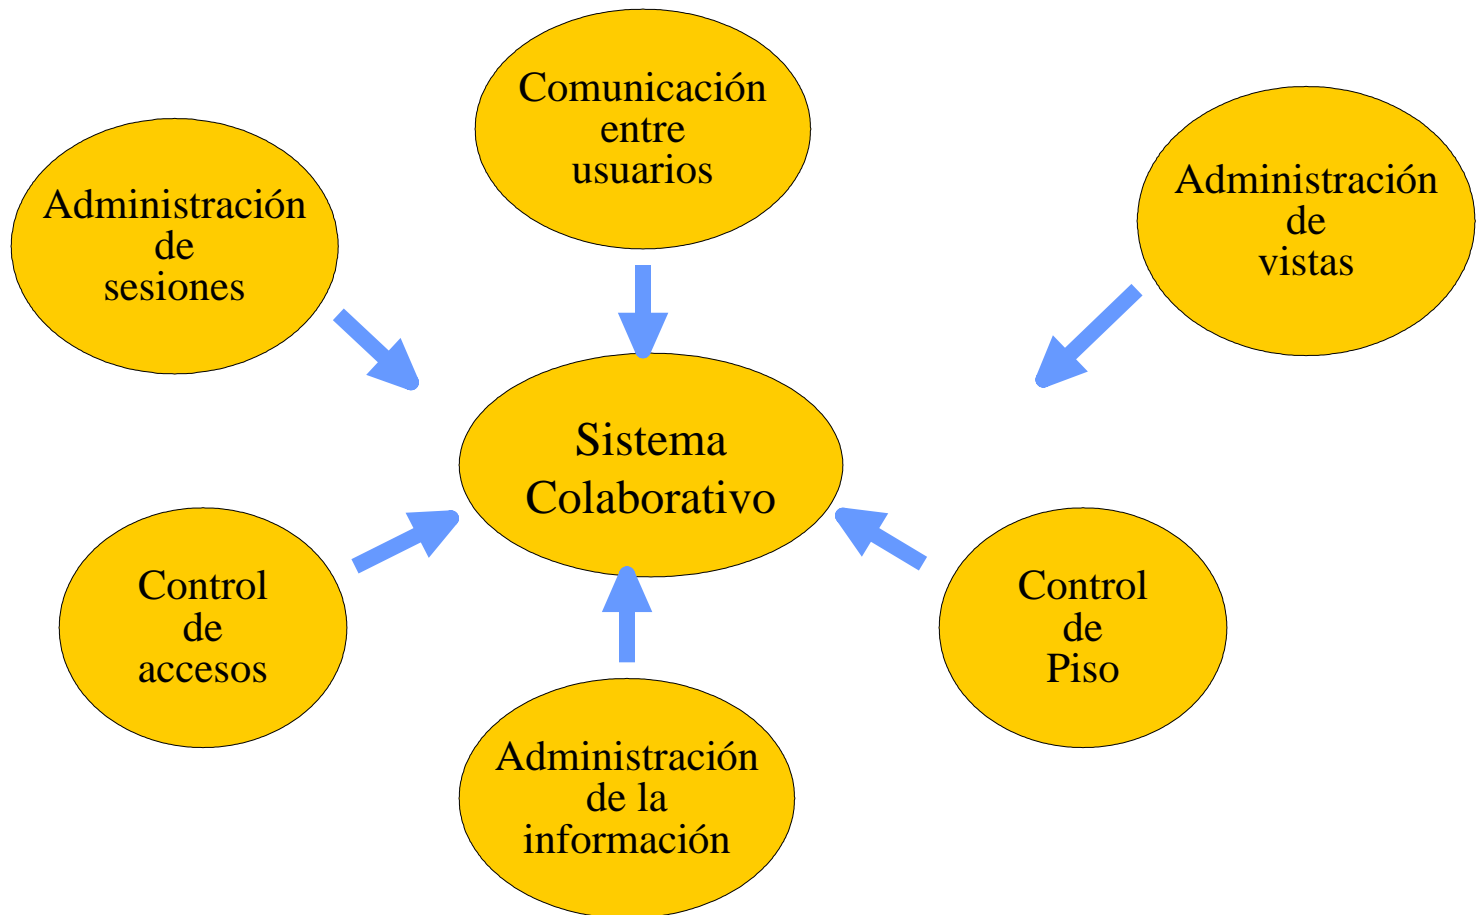 Comunicación
entre
usuarios
Administración
de
sesiones
Administración
de
vistas
Sistema
Colaborativo
Control
de
accesos
Control
de
Piso
Administración
de la
información